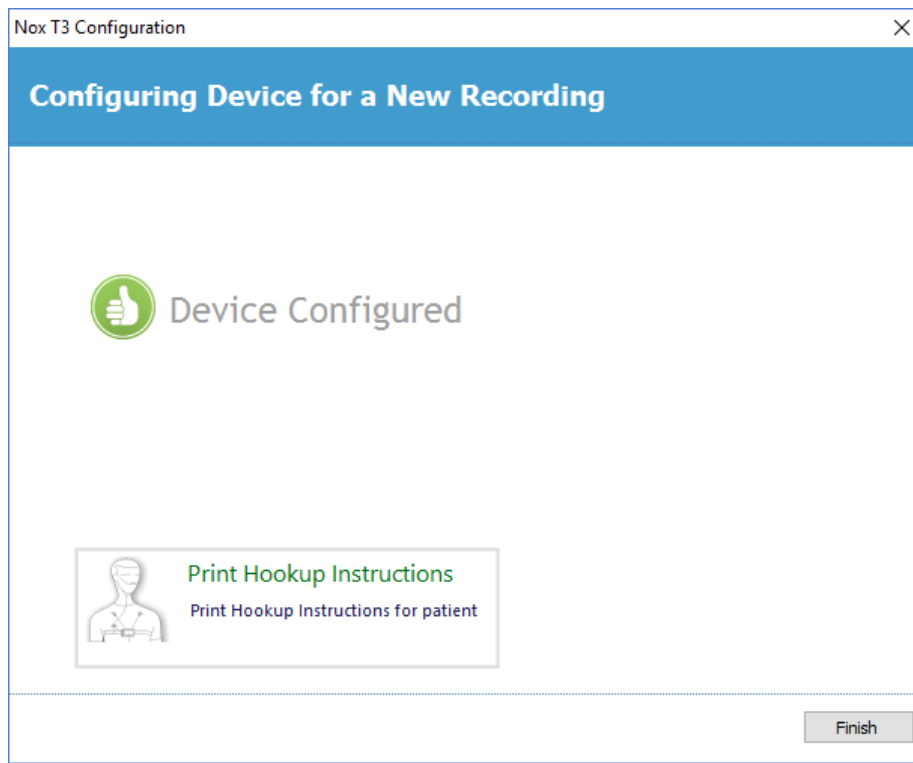 Nox T3 Configuration
Configuring Device for a New Recording
Device Configured
Print Hookup Instructions
Print Hookup Instructions for patient
Finish